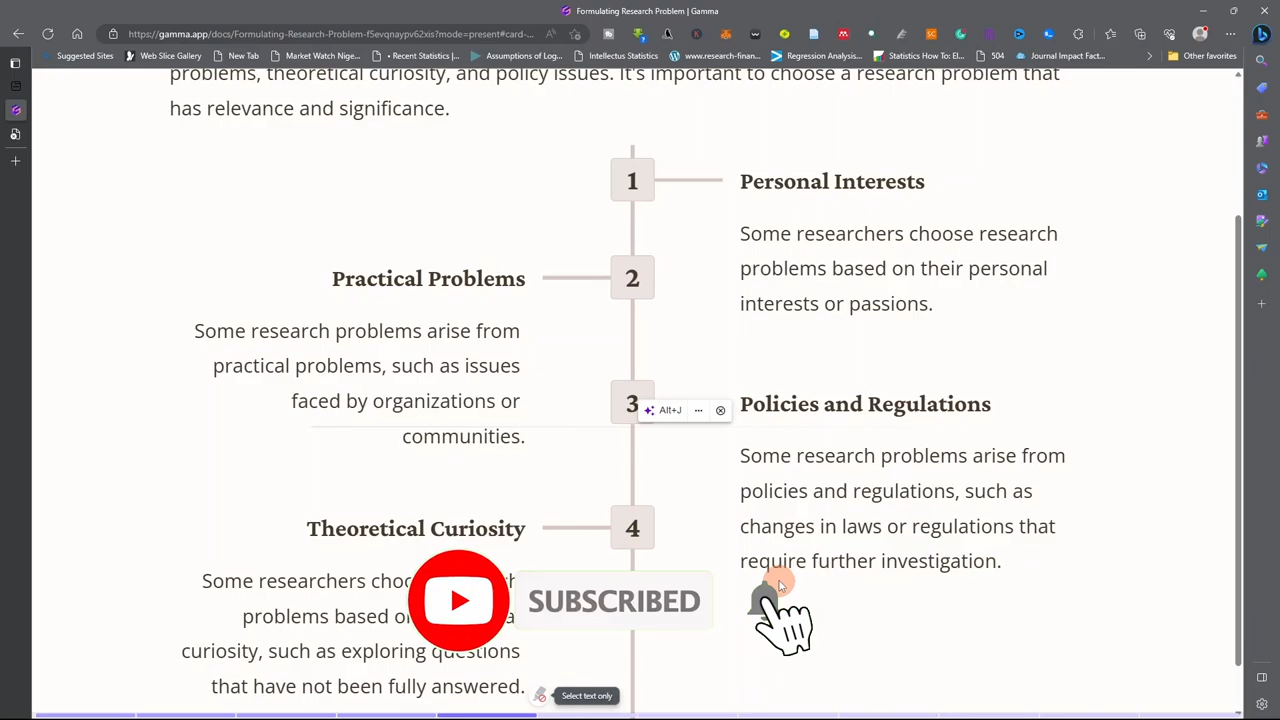 Formulating Research Problem | Gamma
https://gamma.app/docs/Formulating-Research-Problem-f5evqnaypv62xis?mode=present#card-...
Suggested Sites
Web Slice Gallery
New Tab
Market Watch Nige...
• Recent Statistics |...
Assumptions of Log...
Intellectus Statistics
www.research-finan...
Regression Analysis...
Statistics How To: El...
504
Journal Impact Fact...
Other favorites
problems, theoretical curiosity, and policy issues. It's important to choose a research problem that
has relevance and significance.
1
Personal Interests
Some researchers choose research
problems based on their personal
interests or passions.
2
Practical Problems
Some research problems arise from
practical problems, such as issues
faced by organizations or
communities.
3
Alt+J
Policies and Regulations
Some research problems arise from
policies and regulations, such as
changes in laws or regulations that
require further investigation.
4
Theoretical Curiosity
Some researchers
problems based
curiosity, such as exploring questions
that have not been fully answered.
SUBSCRIBED
Select text only